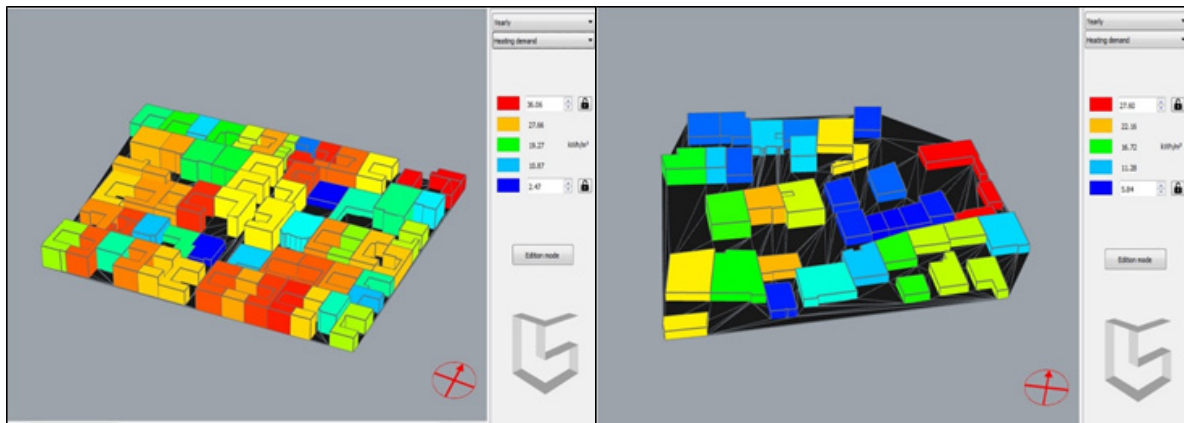 Yearly
Heating demand
36.06
27.66
19.27 kWh/m²
10.87
2.47
Edition mode
Yearly
Heating demand
27.60
22.16
16.72 kWh/m²
11.28
5.84
Edition mode